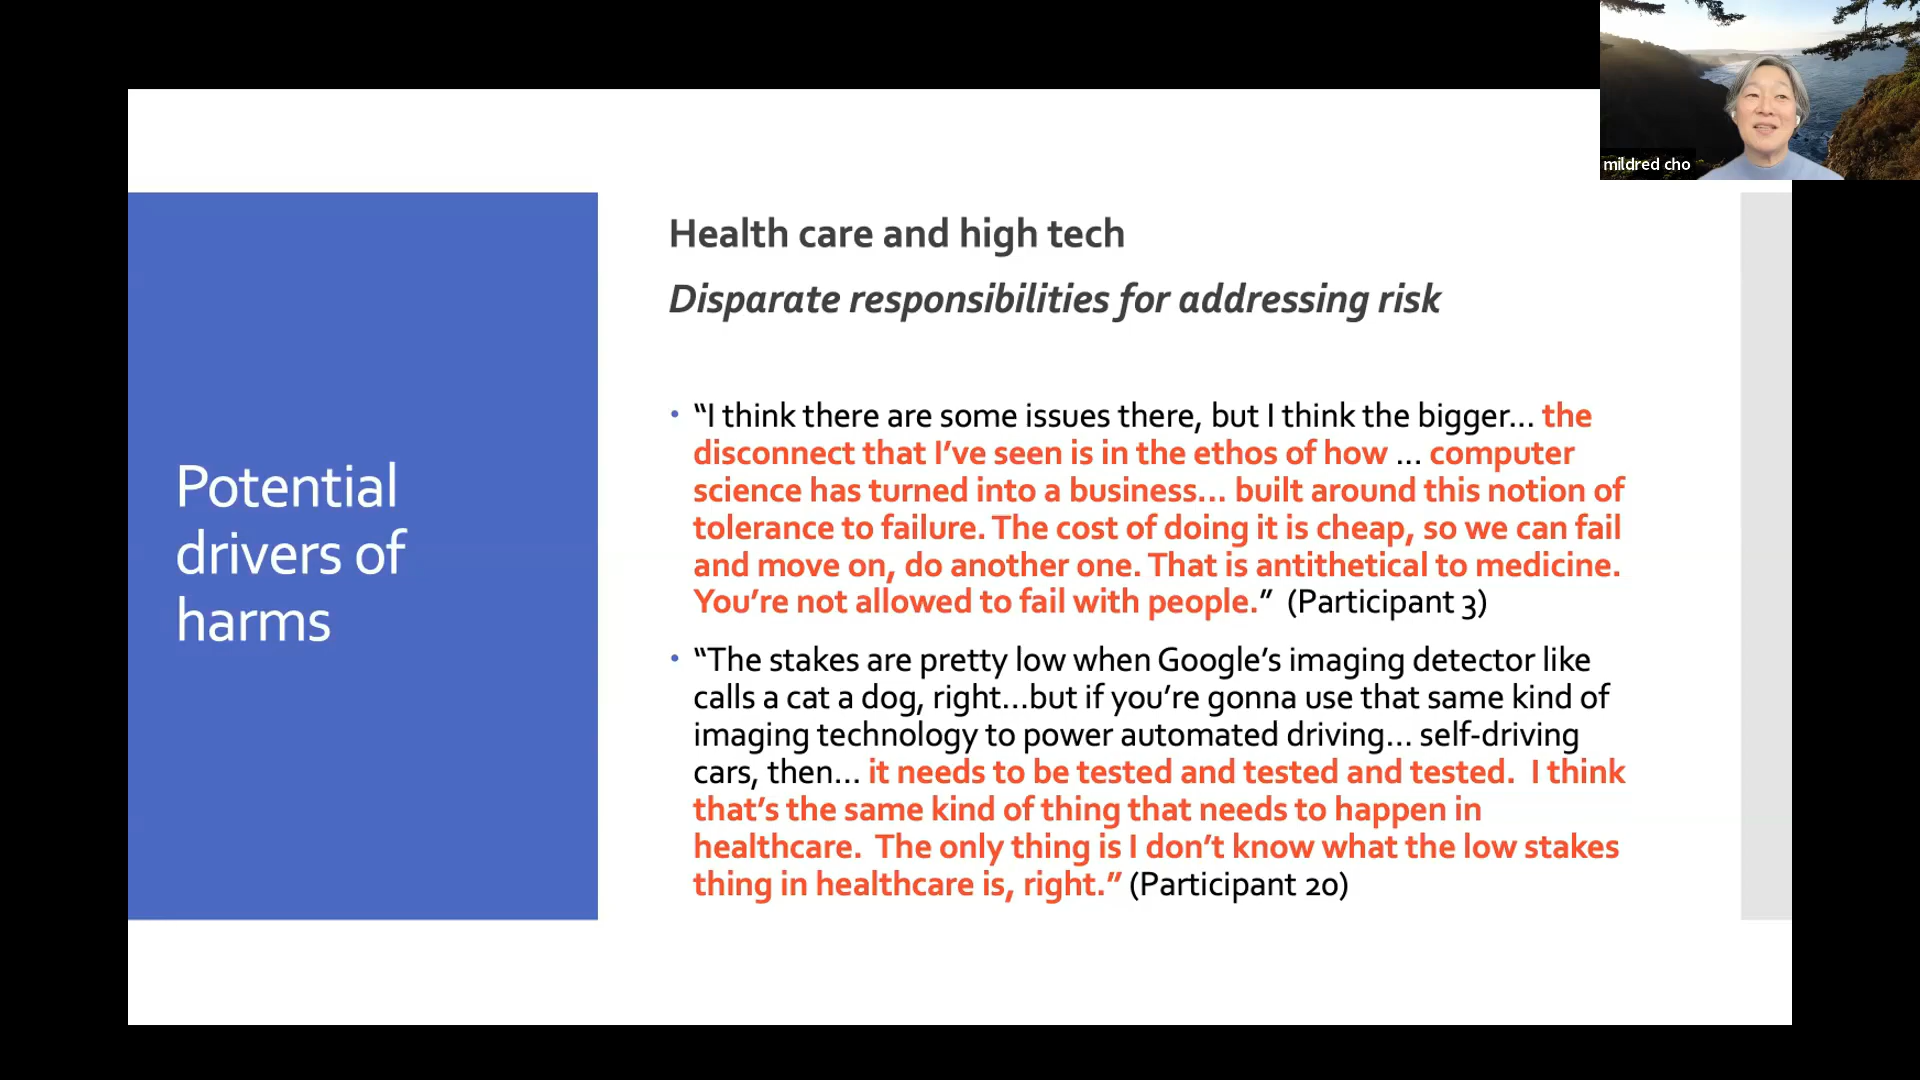 mildred cho
Potential
drivers of
harms
Health care and high tech
Disparate responsibilities for addressing risk
• “I think there are some issues there, but I think the bigger... the
disconnect that I’ve seen is in the ethos of how ... computer
science has turned into a business... built around this notion of
tolerance to failure. The cost of doing it is cheap, so we can fail
and move on, do another one. That is antithetical to medicine.
You’re not allowed to fail with people.” (Participant 3)
• “The stakes are pretty low when Google’s imaging detector like
calls a cat a dog, right...but if you’re gonna use that same kind of
imaging technology to power automated driving... self-driving
cars, then... it needs to be tested and tested and tested. I think
that’s the same kind of thing that needs to happen in
healthcare. The only thing is I don’t know what the low stakes
thing in healthcare is, right.” (Participant 20)